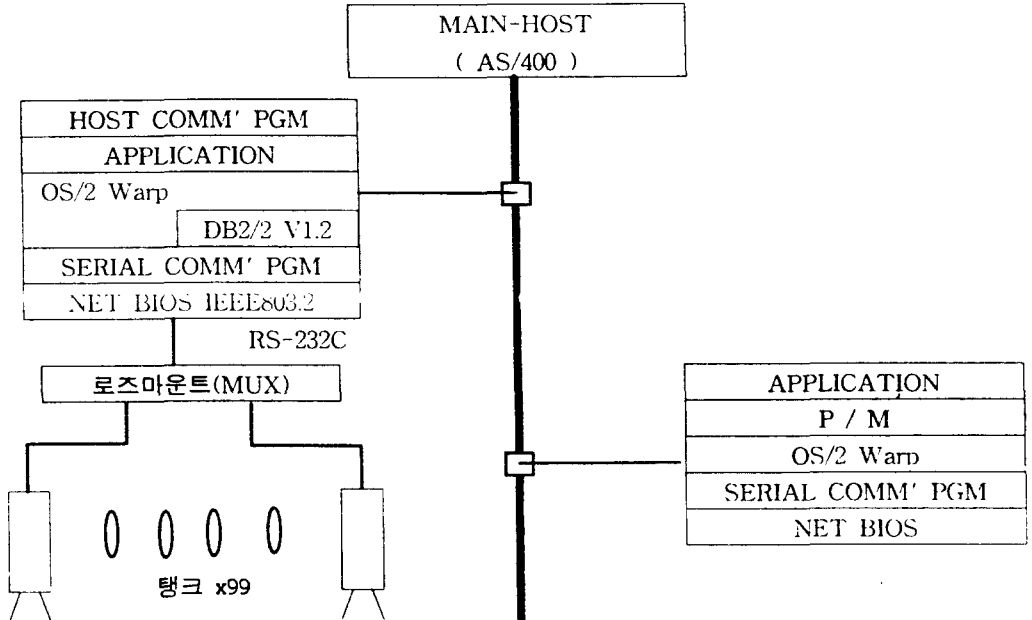 MAIN-HOST
( AS/400 )
HOST COMM' PGM
APPLICATION
OS/2 Warp
DB2/2 V1.2
SERIAL COMM' PGM
NET BIOS IEEE803.2
RS-232C
로즈마운트(MUX)
탱크 x99
APPLICATION
P / M
OS/2 Warp
SERIAL COMM' PGM
NET BIOS